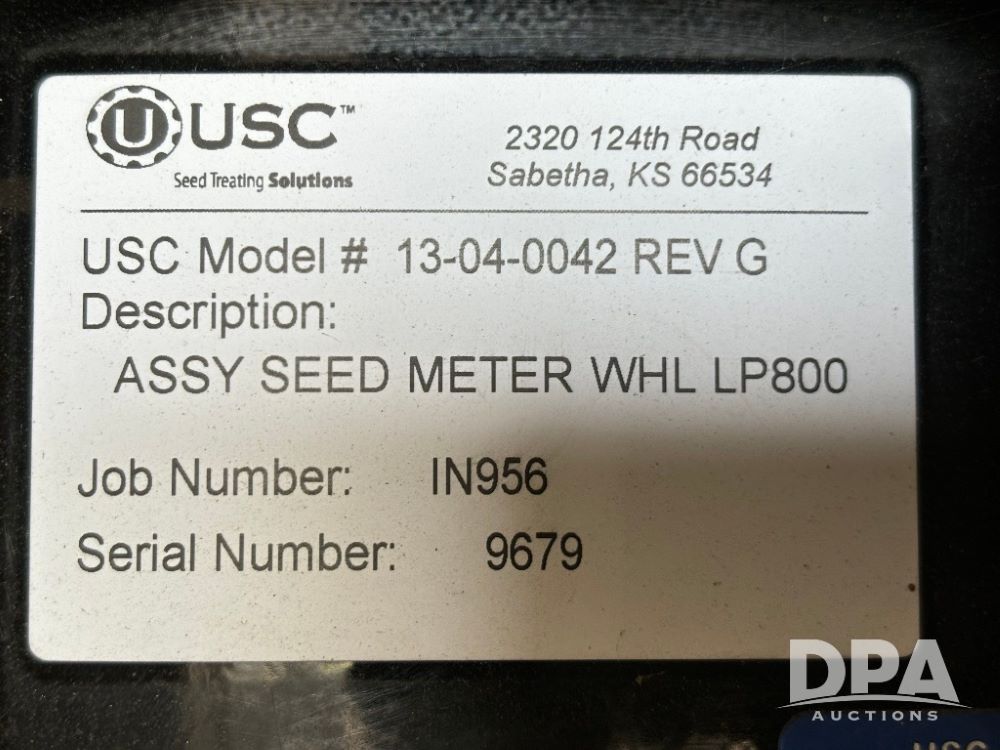 U USC™
Seed Treating Solutions
2320 124th Road
Sabetha, KS 66534
USC Model # 13-04-0042 REV G
Description:
ASSY SEED METER WHL LP800
Job Number: IN956
Serial Number: 9679
DPA
AUCTIONS
USC